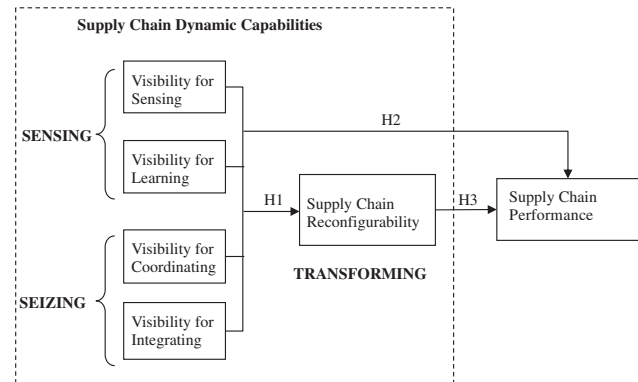 Supply Chain Dynamic Capabilities
Visibility for
Sensing
SENSING
Visibility for
Learning
H2
H1
Supply Chain
Reconfigurability
H3
Supply Chain
Performance
Visibility for
Coordinating
TRANSFORMING
SEIZING
Visibility for
Integrating